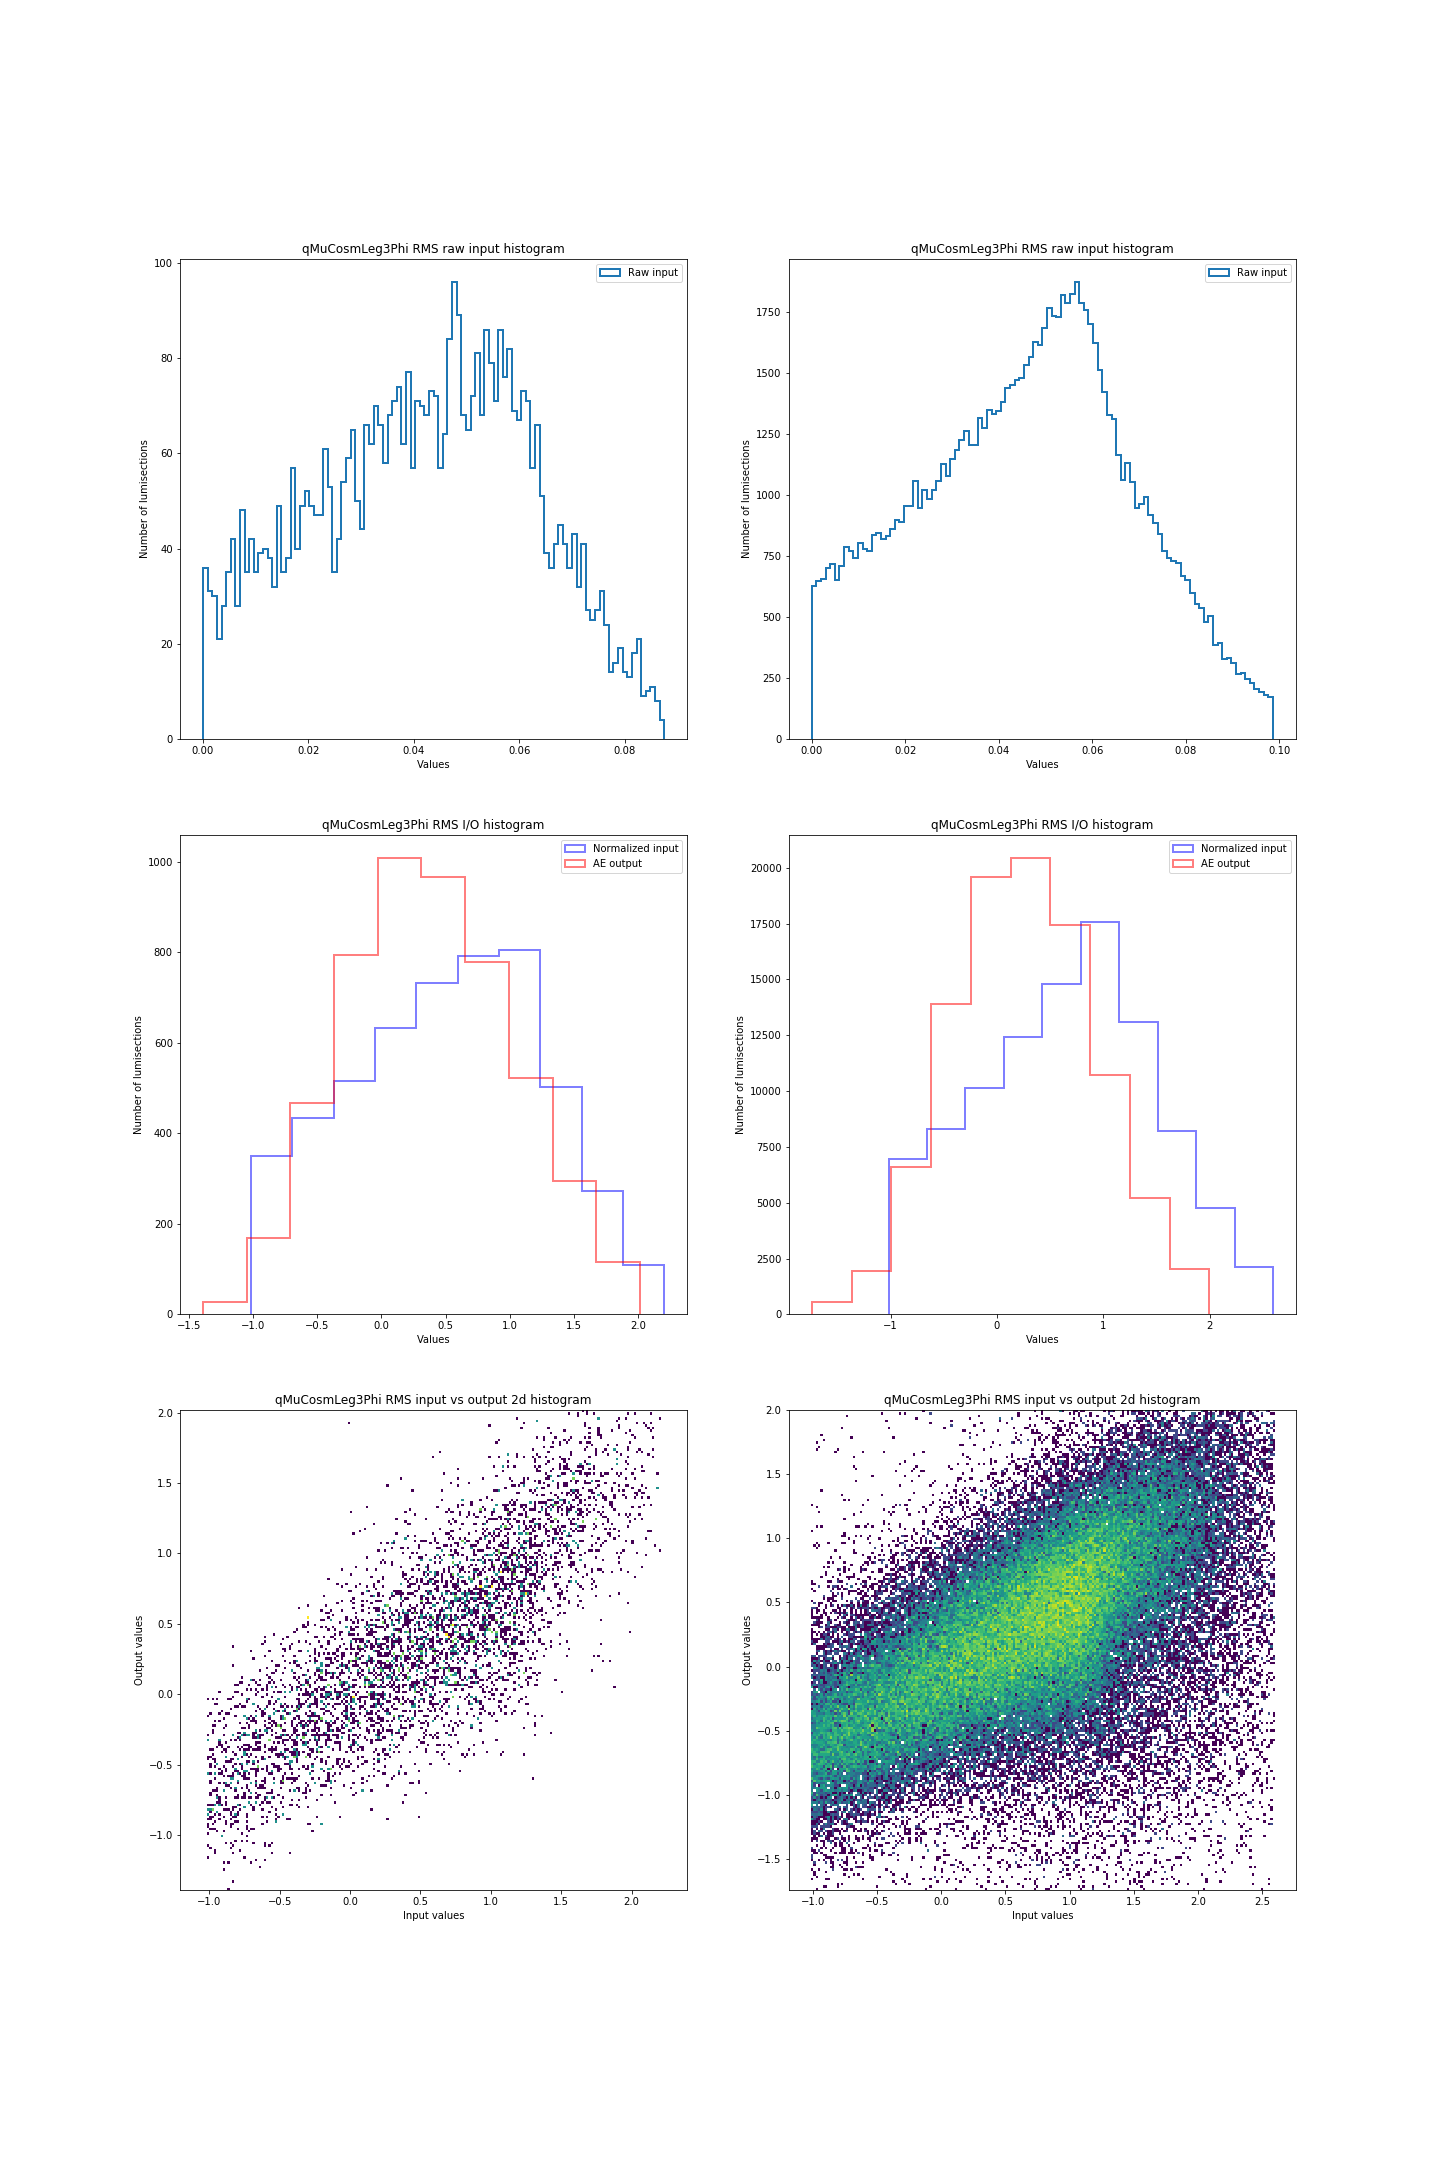 qMuCosmLeg3Phi RMS raw input histogram
Raw input
Number of lumisections
100
80
60
40
20
0
0.00 0.02 0.04 0.06 0.08
Values
qMuCosmLeg3Phi RMS raw input histogram
Raw input
Number of lumisections
1750
1500
1250
1000
750
500
250
0
0.00 0.02 0.04 0.06 0.08 0.10
Values
qMuCosmLeg3Phi RMS I/O histogram
Normalized input
AE output
Number of lumisections
1000
800
600
400
200
0
−1.5 −1.0 −0.5 0.0 0.5 1.0 1.5 2.0
Values
qMuCosmLeg3Phi RMS I/O histogram
Normalized input
AE output
Number of lumisections
20000
17500
15000
12500
10000
7500
5000
2500
0
−1 0 1 2
Values
qMuCosmLeg3Phi RMS input vs output 2d histogram
Output values
2.0
1.5
1.0
0.5
0.0
−0.5
−1.0
−1.0 −0.5 0.0 0.5 1.0 1.5 2.0
Input values
qMuCosmLeg3Phi RMS input vs output 2d histogram
Output values
2.0
1.5
1.0
0.5
0.0
−0.5
−1.0
−1.5
−1.0 −0.5 0.0 0.5 1.0 1.5 2.0 2.5
Input values